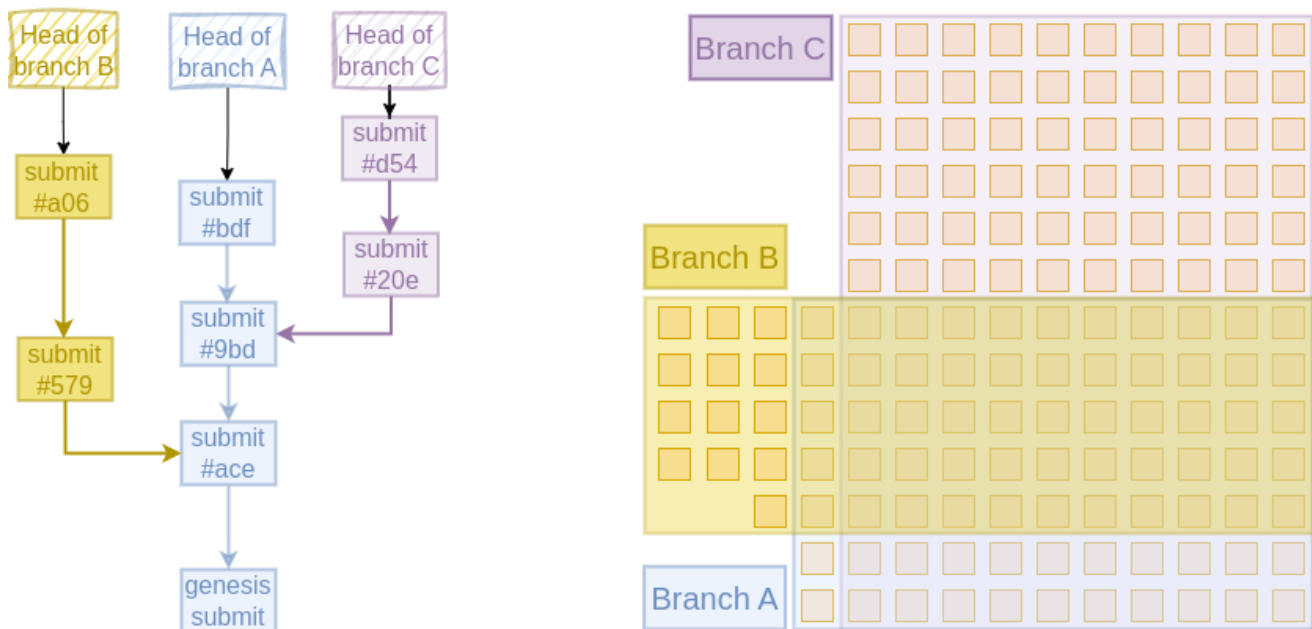 Head of
branch B
Head of
branch A
Head of
branch C
submit
#d54
submit
#a06
submit
#bdf
submit
#20e
submit
#9bd
submit
#579
submit
#ace
genesis
submit
Branch C
Branch B
Branch A